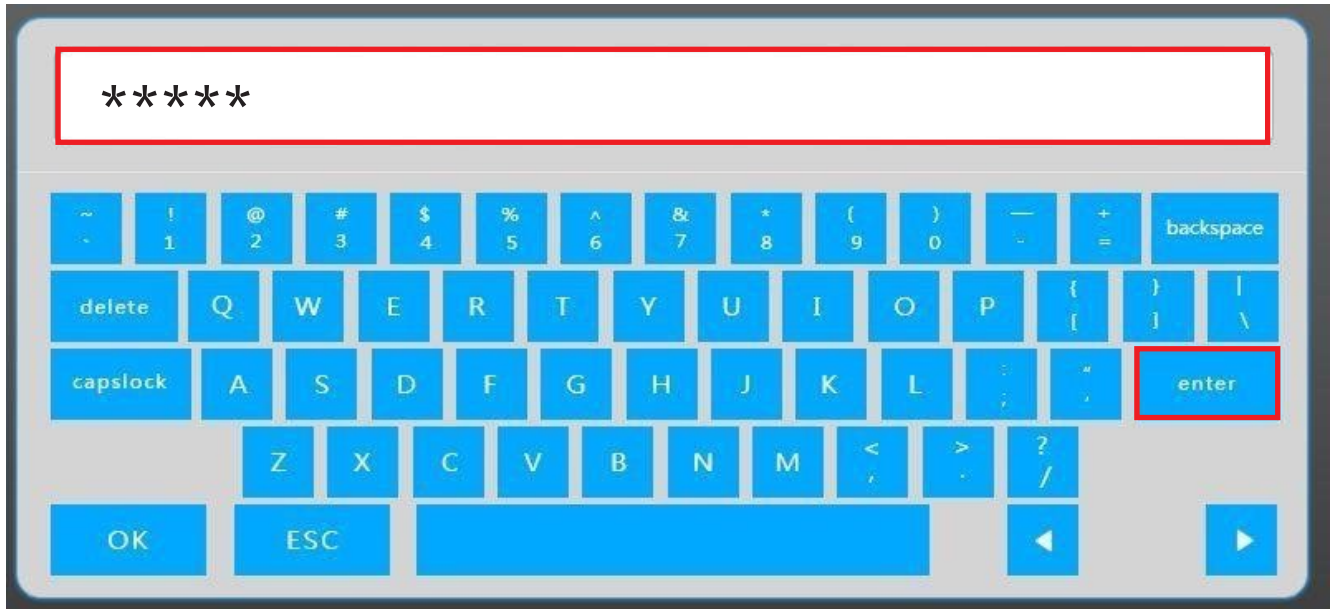 *****
~ ! @ # $ % ^ & * ( ) — +
` 1 2 3 4 5 6 7 8 9 0 - = backspace
delete Q W E R T Y U I O P { } |
[ ] \
capslock A S D F G H J K L : “ enter
; ‘
Z X C V B N M < > ?
, . /
OK ESC